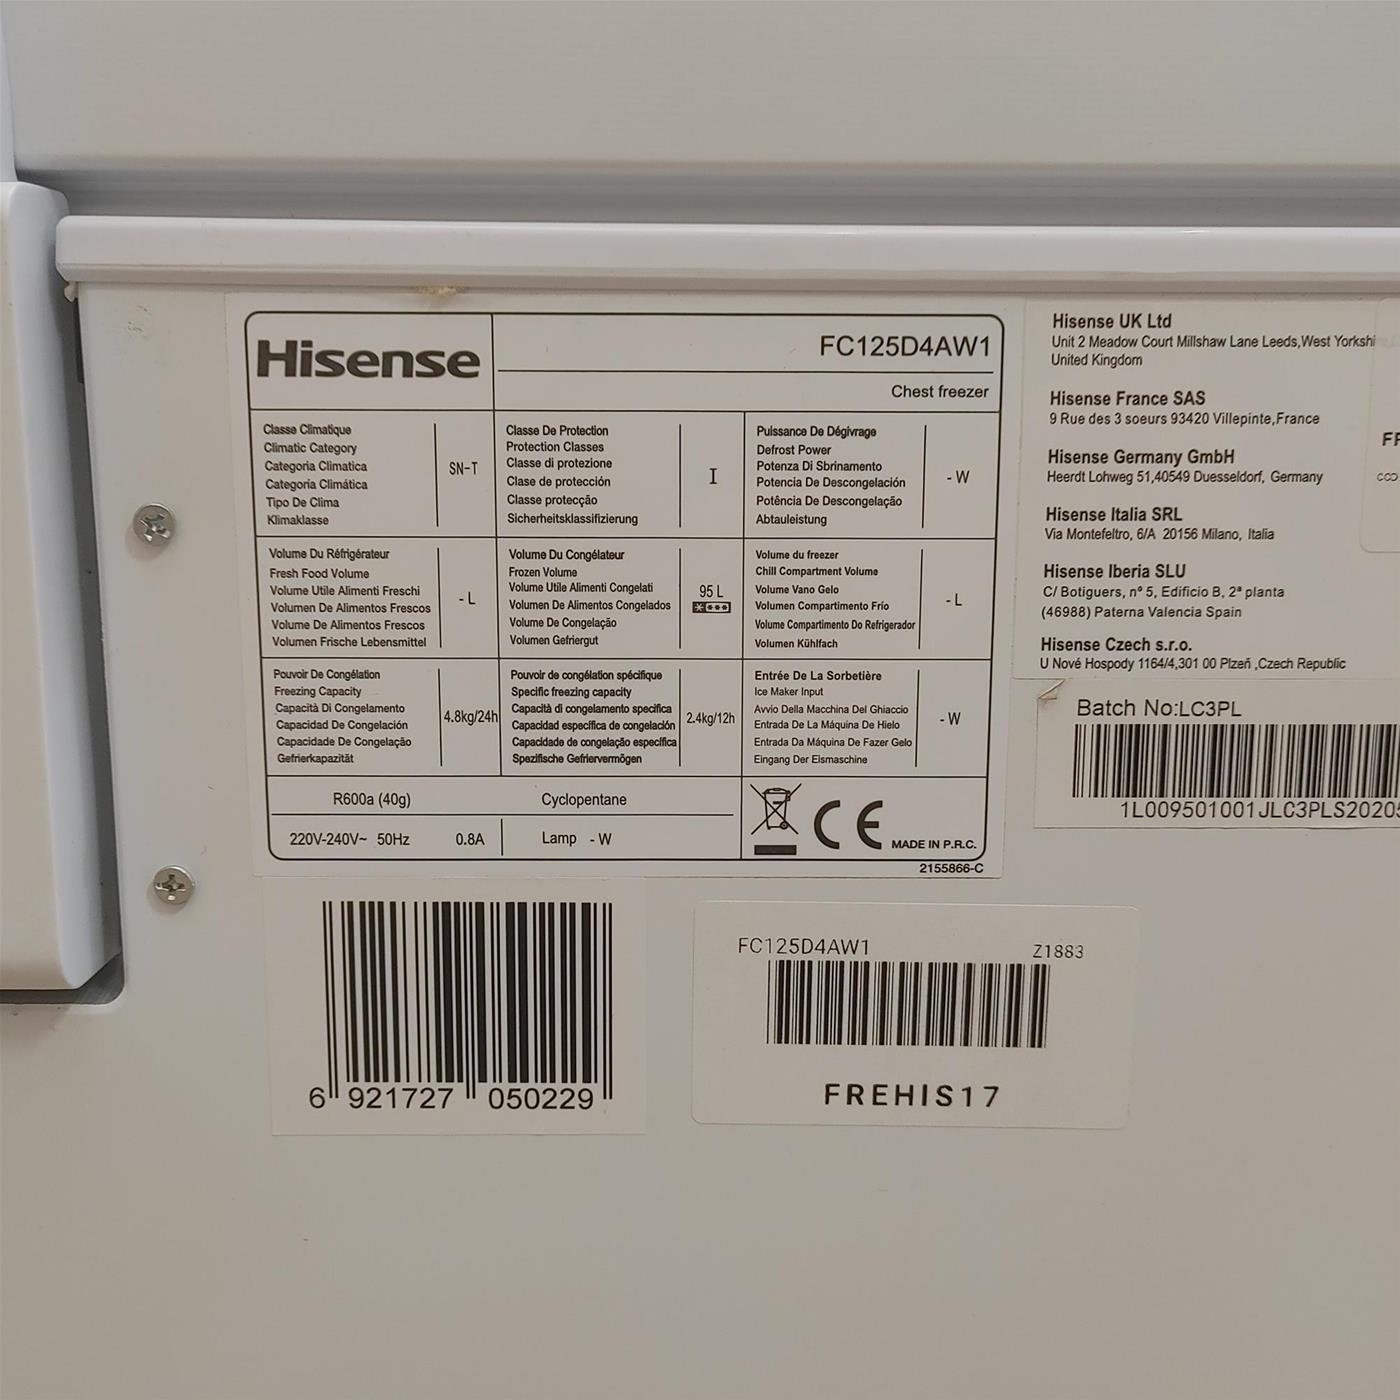 Hisense
FC125D4AW1
Chest freezer
Classe Climatique
Climatic Category
Categoria Climatica
Categoría Climática
Tipo De Clima
Klimaklasse
SN-T
Classe De Protection
Protection Classes
Classe di protezione
Clase de protección
Classe protecção
Sicherheitsklassifizierung
I
Puissance De Dégivrage
Defrost Power
Potenza Di Sbrinamento
Potencia De Descongelación
Potência De Descongelação
Abtauleistung
- W
Volume Du Réfrigérateur
Fresh Food Volume
Volume Utile Alimenti Freschi
Volumen De Alimentos Frescos
Volume De Alimentos Frescos
Volumen Frische Lebensmittel
- L
Volume Du Congélateur
Frozen Volume
Volume Utile Alimenti Congelati
Volumen De Alimentos Congelados
Volume De Congelação
Volumen Gefriergut
95 L
Volume du freezer
Chill Compartment Volume
Volume Vano Gelo
Volumen Compartimento Frío
Volume Compartimento Do Refrigerador
Volumen Kühlfach
- L
Pouvoir De Congélation
Freezing Capacity
Capacità Di Congelamento
Capacidad De Congelación
Capacidade De Congelação
Gefrierkapazität
4.8kg/24h
Pouvoir de congélation spécifique
Specific freezing capacity
Capacità di congelamento specifica
Capacidad específica de congelación
Capacidade de congelação específica
Spezifische Gefriervermögen
2.4kg/12h
Entrée De La Sorbetière
Ice Maker Input
Avvio Della Macchina Del Ghiaccio
Entrada De La Máquina De Hielo
Entrada Da Máquina De Fazer Gelo
Eingang Der Eismaschine
- W
R600a (40g)
Cyclopentane
220V-240V~ 50Hz 0.8A
Lamp - W
CE
MADE IN P.R.C.
2155866-C
Hisense UK Ltd
Unit 2 Meadow Court Millshaw Lane Leeds,West Yorkshi
United Kingdom
Hisense France SAS
9 Rue des 3 soeurs 93420 Villepinte,France
Hisense Germany GmbH
Heerdt Lohweg 51,40549 Duesseldorf, Germany
Hisense Italia SRL
Via Montefeltro, 6/A 20156 Milano, Italia
Hisense Iberia SLU
C/ Botiguers, nº 5, Edificio B, 2ª planta
(46988) Paterna Valencia Spain
Hisense Czech s.r.o.
U Nové Hospody 1164/4,301 00 Plzeň ,Czech Republic
Batch No:LC3PL
1L009501001JLC3PLS20205
6 921727 050229
FC125D4AW1
Z1883
FREHIS17